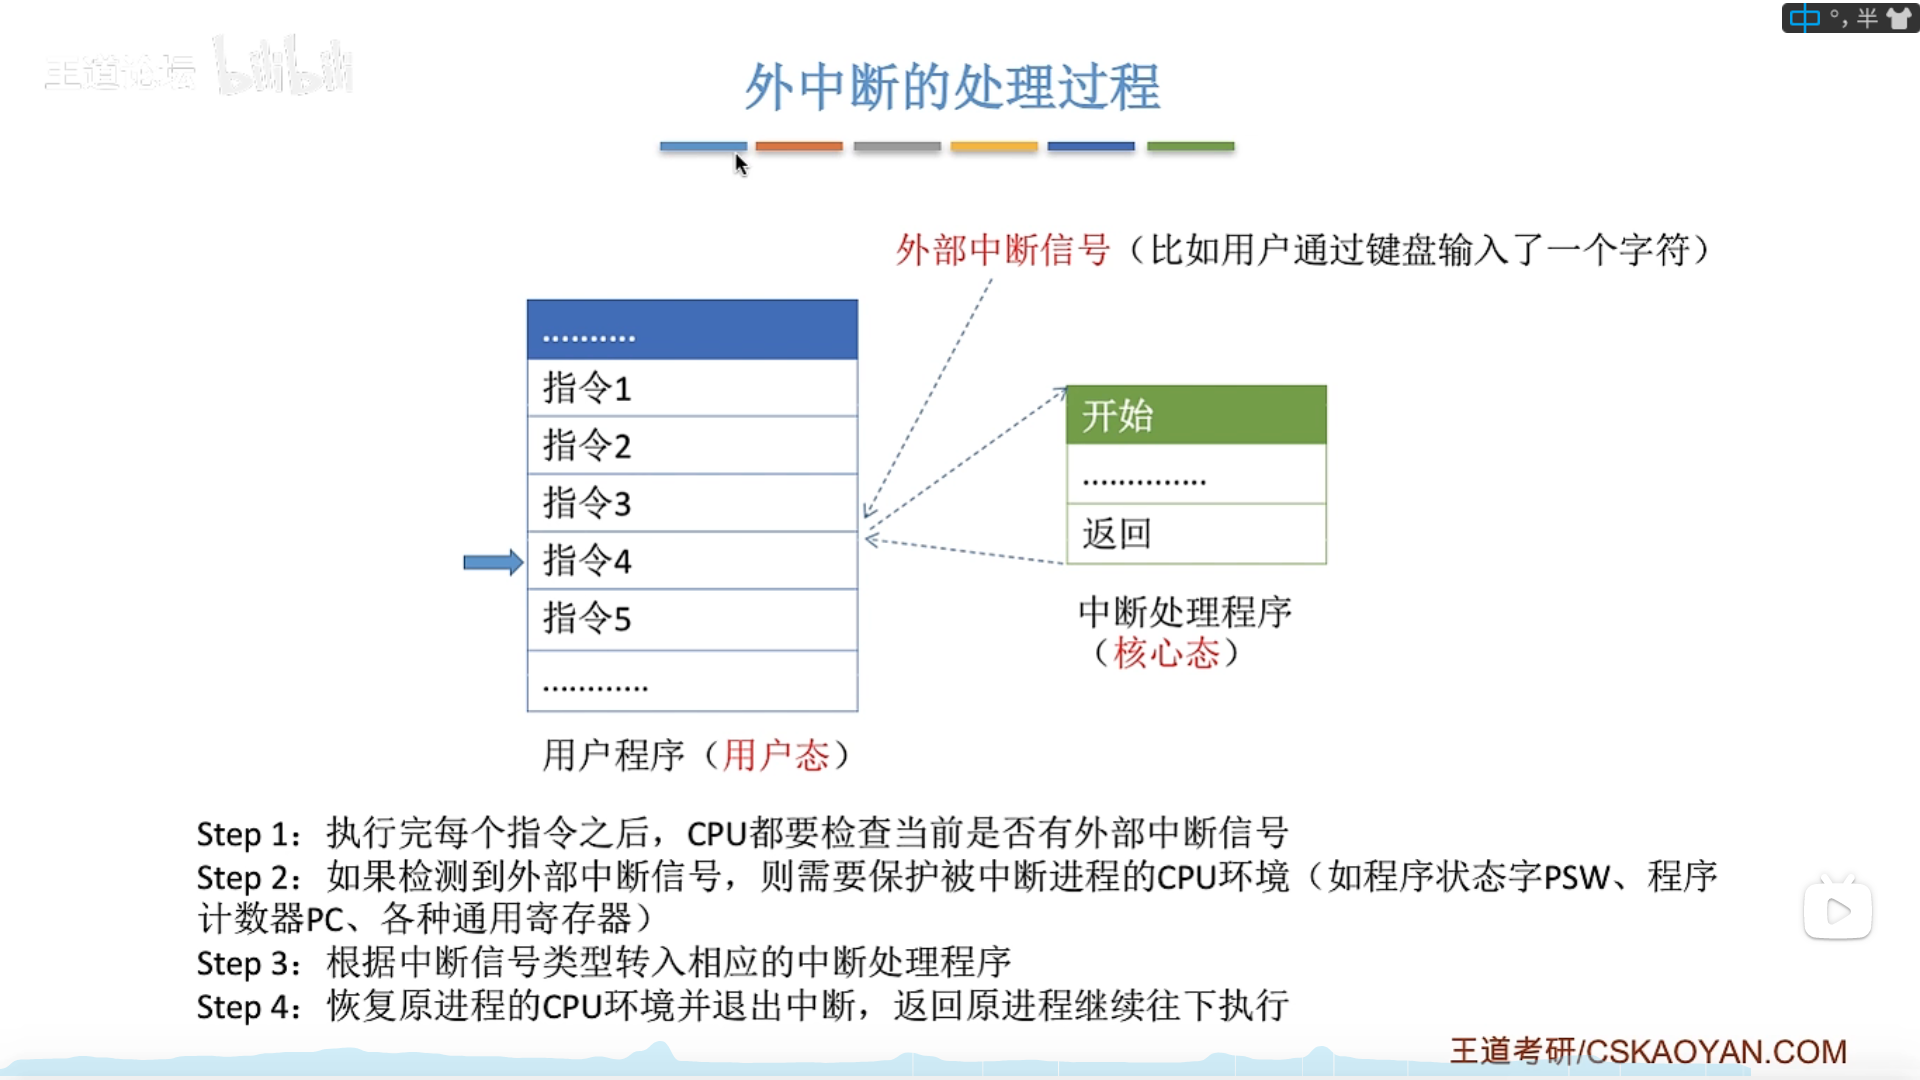 中 °, 半
王道论坛 bilibili
外中断的处理过程
外部中断信号（比如用户通过键盘输入了一个字符）
..........
指令1
指令2
指令3
指令4
指令5
............
用户程序（用户态）
开始
..............
返回
中断处理程序
（核心态）
Step 1：执行完每个指令之后，CPU都要检查当前是否有外部中断信号
Step 2：如果检测到外部中断信号，则需要保护被中断进程的CPU环境（如程序状态字PSW、程序
计数器PC、各种通用寄存器）
Step 3：根据中断信号类型转入相应的中断处理程序
Step 4：恢复原进程的CPU环境并退出中断，返回原进程继续往下执行
王道考研/CSKAOYAN.COM